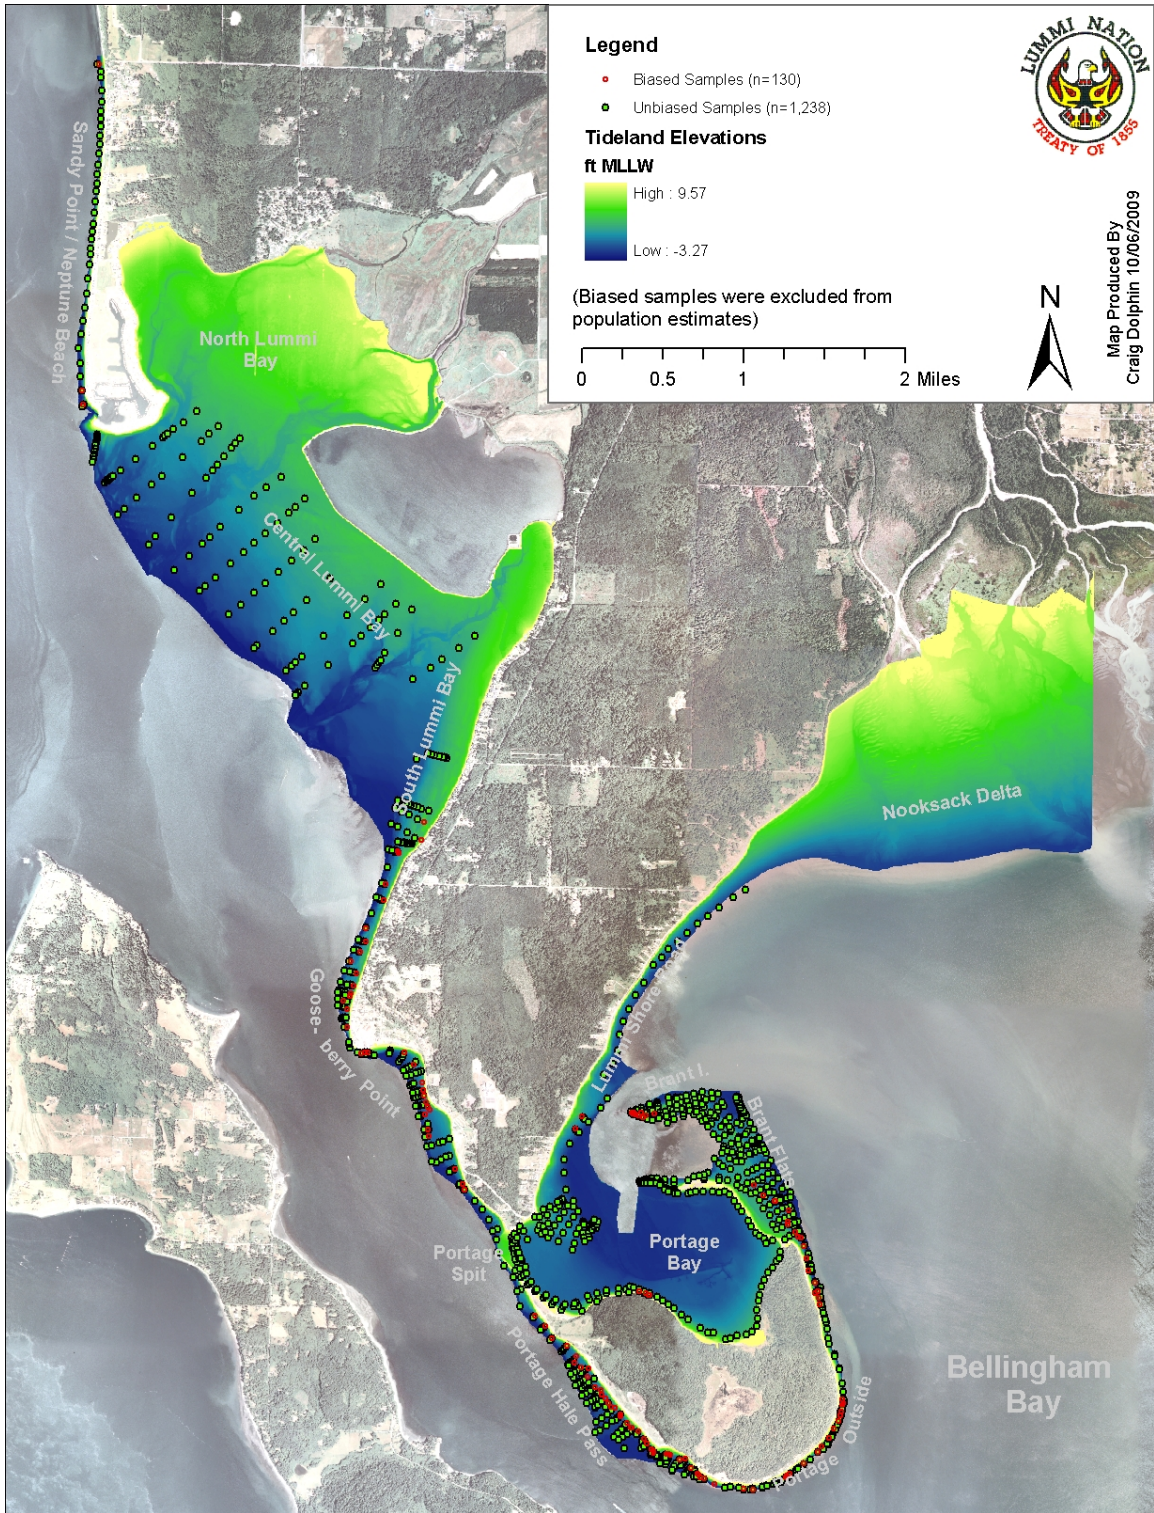 Legend
Biased Samples (n=130)
Unbiased Samples (n=1,238)
Tideland Elevations
ft MLLW
High : 9.57
Low : -3.27
(Biased samples were excluded from
population estimates)
0 0.5 1 2 Miles
N
LUMMI NATION
TREATY OF 1855
Map Produced By
Craig Dolphin 10/06/2009
Sandy Point / Neptune Beach
North Lummi
Bay
Central Lummi Bay
South Lummi Bay
Nooksack Delta
Goose-
berry Point
Lummi Shore Road
Brant I.
Brant Flats
Portage
Bay
Portage
Spit
Portage Hale Pass
Portage Outside
Bellingham
Bay